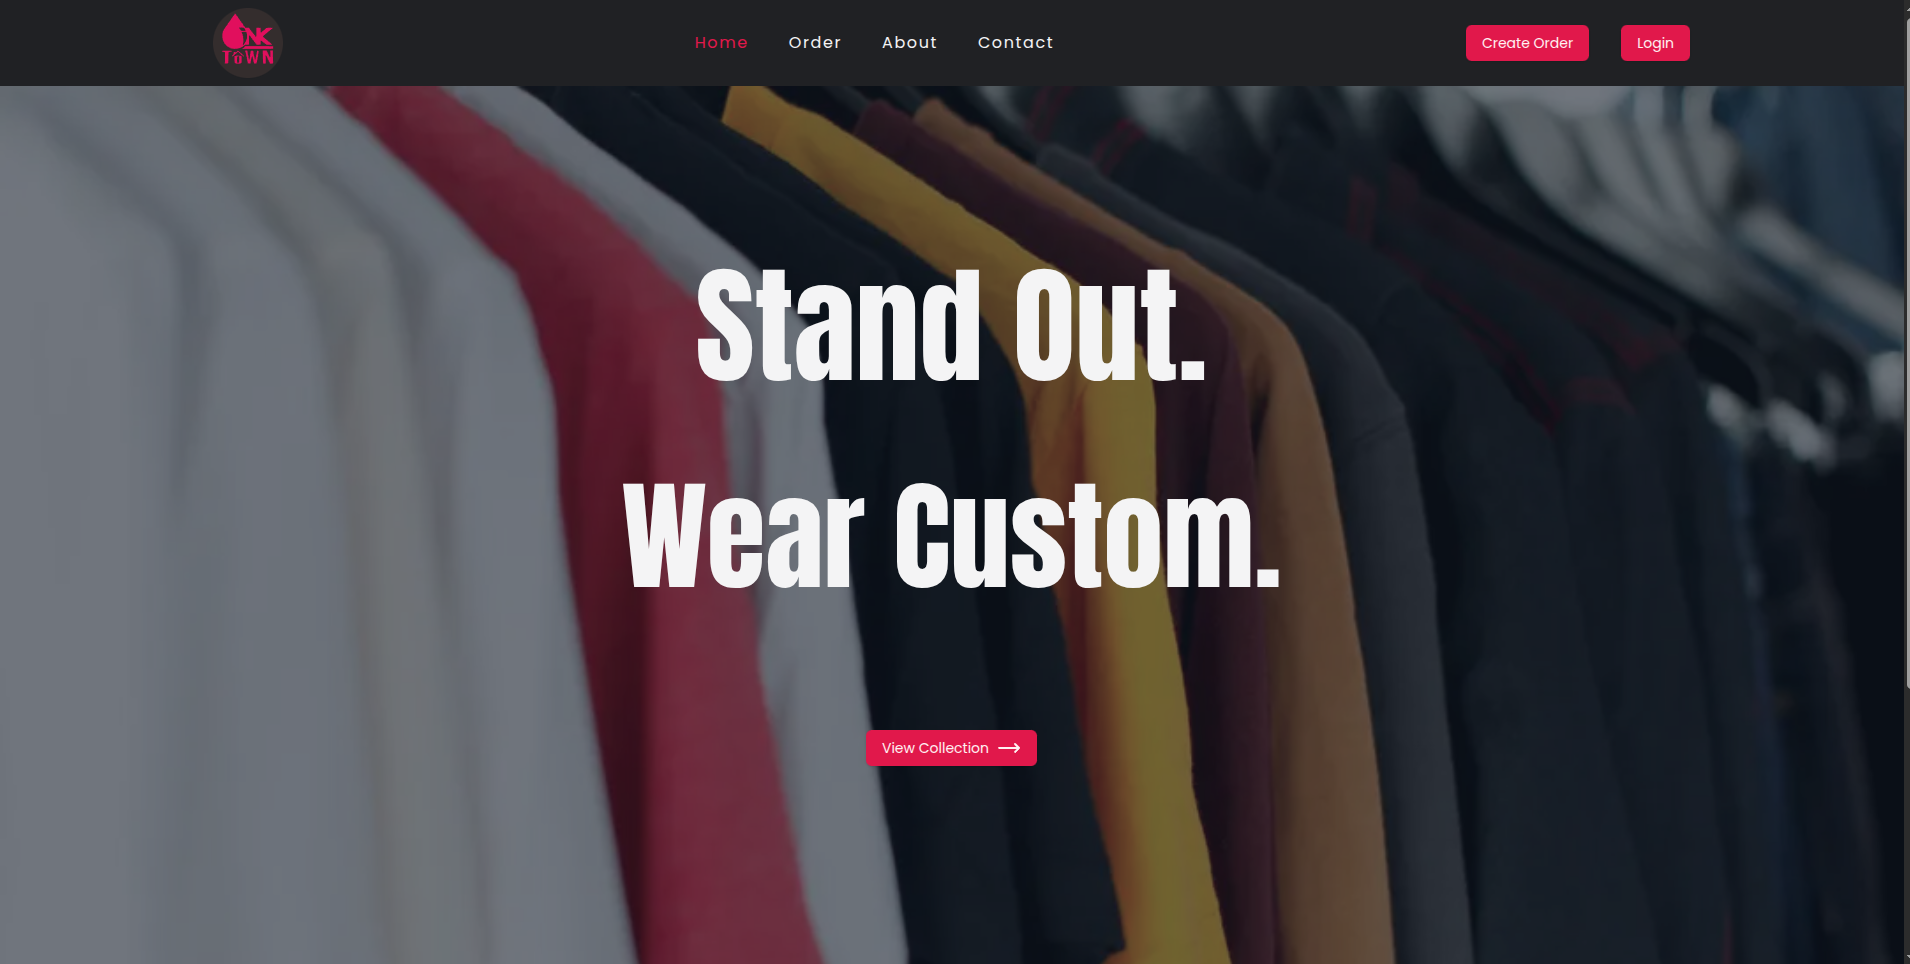 INK
ToWN
Home
Order
About
Contact
Create Order
Login
Stand Out.
Wear Custom.
View Collection